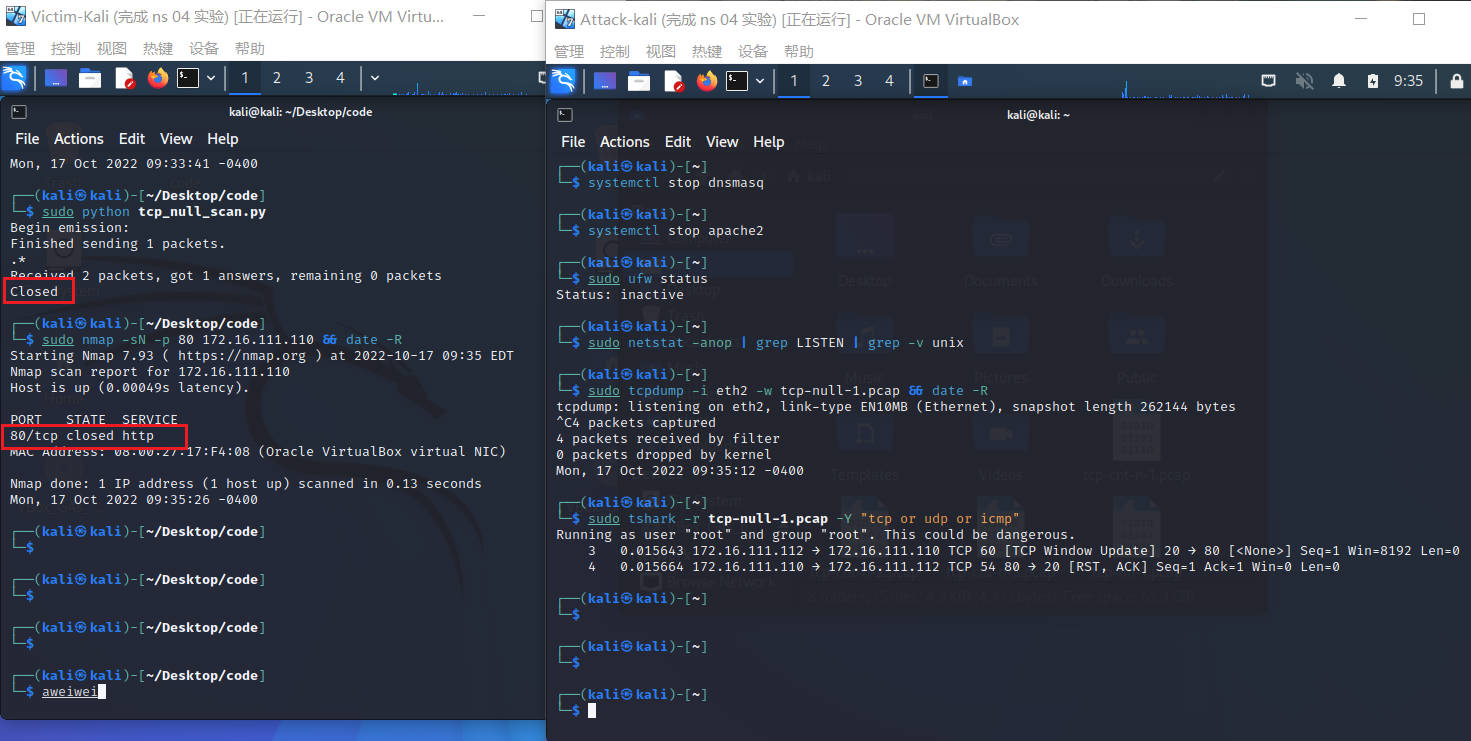 Victim-Kali (完成 ns 04 实验) [正在运行] - Oracle VM Virtu...
管理 控制 视图 热键 设备 帮助
1 2 3 4
kali@kali: ~/Desktop/code
File Actions Edit View Help
Mon, 17 Oct 2022 09:33:41 -0400
┌──(kali㉿kali)-[~/Desktop/code]
└─$ sudo python tcp_null_scan.py
Begin emission:
Finished sending 1 packets.
.*
Received 2 packets, got 1 answers, remaining 0 packets
Closed
┌──(kali㉿kali)-[~/Desktop/code]
└─$ sudo nmap -sN -p 80 172.16.111.110 && date -R
Starting Nmap 7.93 ( https://nmap.org ) at 2022-10-17 09:35 EDT
Nmap scan report for 172.16.111.110
Host is up (0.00049s latency).
PORT STATE SERVICE
80/tcp closed http
MAC Address: 08:00:27:17:F4:08 (Oracle VirtualBox virtual NIC)
Nmap done: 1 IP address (1 host up) scanned in 0.13 seconds
Mon, 17 Oct 2022 09:35:26 -0400
┌──(kali㉿kali)-[~/Desktop/code]
└─$
┌──(kali㉿kali)-[~/Desktop/code]
└─$
┌──(kali㉿kali)-[~/Desktop/code]
└─$
┌──(kali㉿kali)-[~/Desktop/code]
└─$ aweiwei
Attack-kali (完成 ns 04 实验) [正在运行] - Oracle VM VirtualBox
管理 控制 视图 热键 设备 帮助
1 2 3 4 9:35
kali@kali: ~
File Actions Edit View Help
┌──(kali㉿kali)-[~]
└─$ systemctl stop dnsmasq
┌──(kali㉿kali)-[~]
└─$ systemctl stop apache2
┌──(kali㉿kali)-[~]
└─$ sudo ufw status
Status: inactive
┌──(kali㉿kali)-[~]
└─$ sudo netstat -anop | grep LISTEN | grep -v unix
┌──(kali㉿kali)-[~]
└─$ sudo tcpdump -i eth2 -w tcp-null-1.pcap && date -R
tcpdump: listening on eth2, link-type EN10MB (Ethernet), snapshot length 262144 bytes
^C4 packets captured
4 packets received by filter
0 packets dropped by kernel
Mon, 17 Oct 2022 09:35:12 -0400
┌──(kali㉿kali)-[~]
└─$ sudo tshark -r tcp-null-1.pcap -Y "tcp or udp or icmp"
Running as user "root" and group "root". This could be dangerous.
3 0.015643 172.16.111.112 → 172.16.111.110 TCP 60 [TCP Window Update] 20 → 80 [<None>] Seq=1 Win=8192 Len=0
4 0.015664 172.16.111.110 → 172.16.111.112 TCP 54 80 → 20 [RST, ACK] Seq=1 Ack=1 Win=0 Len=0
┌──(kali㉿kali)-[~]
└─$
┌──(kali㉿kali)-[~]
└─$
┌──(kali㉿kali)-[~]
└─$
Desktop Documents Downloads
Music Pictures Public
Templates Videos tcp-cnt-n-1.pcap
Browse Network